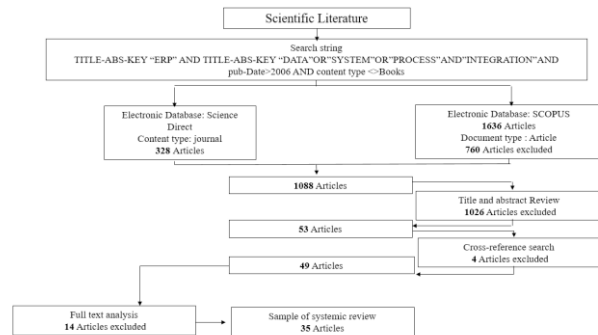 Scientific Literature
Search string
TITLE-ABS-KEY “ERP” AND TITLE-ABS-KEY “DATA”OR”SYSTEM”OR”PROCESS”AND”INTEGRATION”AND
pub-Date>2006 AND content type <>Books
Electronic Database: Science
Direct
Content type: journal
328 Articles
Electronic Database: SCOPUS
1636 Articles
Document type : Article
760 Articles excluded
1088 Articles
Title and abstract Review
1026 Articles excluded
53 Articles
Cross-reference search
4 Articles excluded
49 Articles
Full text analysis
14 Articles excluded
Sample of systemic review
35 Articles